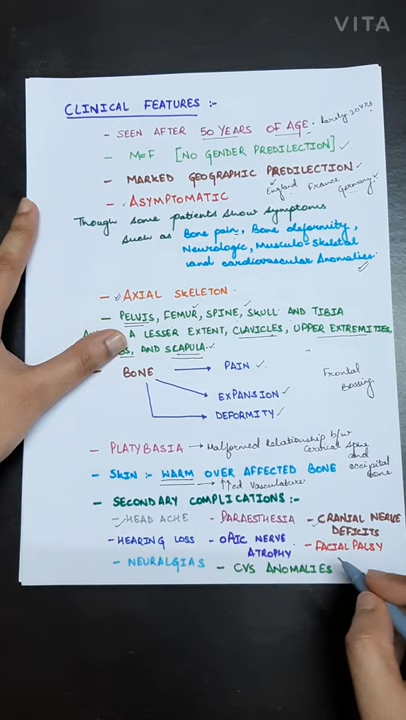 VITA
CLINICAL FEATURES :-
- SEEN AFTER 50 YEARS OF AGE.
- M=F [NO GENDER PREDILECTION]
- MARKED GEOGRAPHIC PREDILECTION
England France Germany
- ASYMPTOMATIC
Though some patients show symptoms
such as Bone pain, Bone deformity,
Neurologic, Musculo-Skeletal
and cardiovascular Anomalies.
- AXIAL SKELETON
- PELVIS, FEMUR, SPINE, SKULL AND TIBIA
A LESSER EXTENT, CLAVICLES, UPPER EXTREMITIES,
AND SCAPULA
- BONE → PAIN
→ EXPANSION
→ DEFORMITY
Frontal
Bossing
- PLATYBASIA → Malformed relationship b/w
Cervical spine
and
occipital
Bone
- SKIN :- WARM OVER AFFECTED BONE
→ ↑ed vasculature
- SECONDARY COMPLICATIONS :-
- HEAD ACHE - PARAESTHESIA - CRANIAL NERVE
DEFICITS
- HEARING LOSS - OPIC NERVE
ATROPHY
- FACIAL PALSY
- NEURALGIAS - CVS ANOMALIES